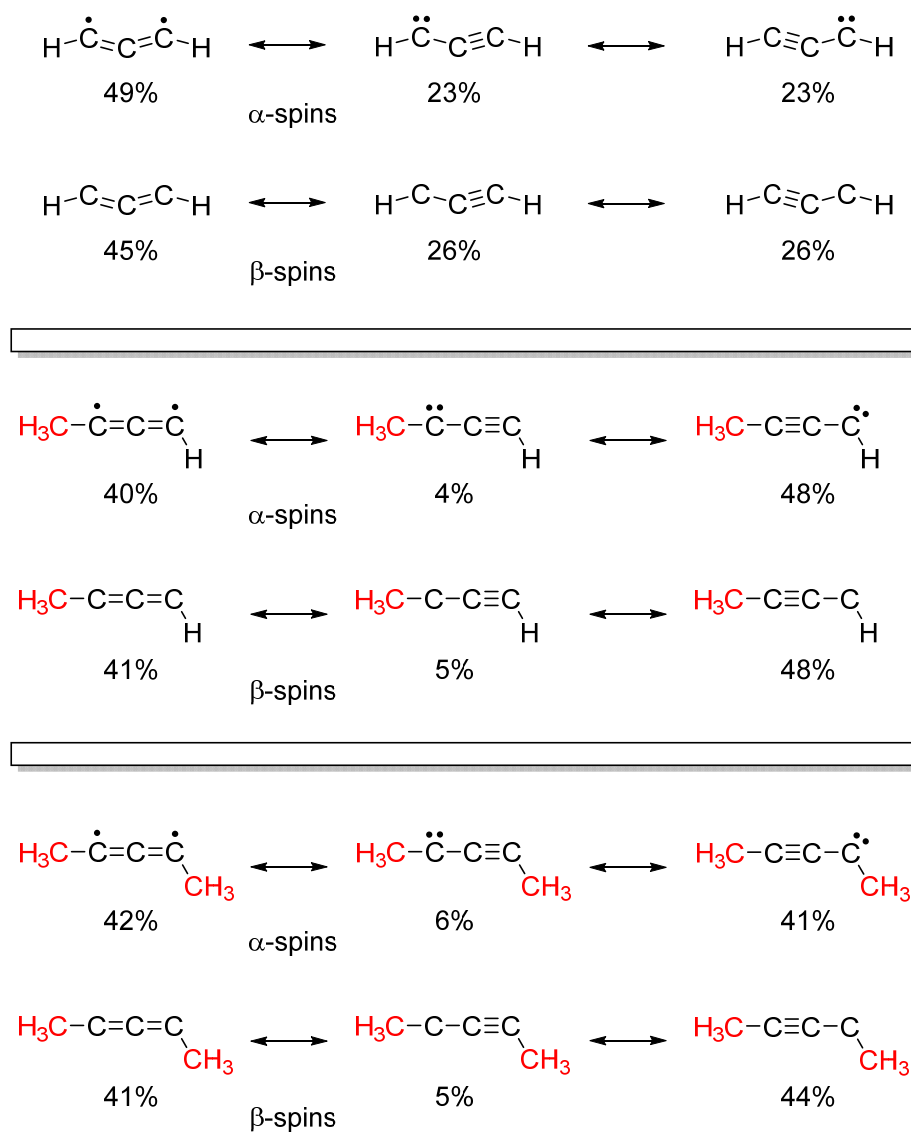 H C C C H H C C C H H C C C H
49% 23% 23%
α-spins
H C C C H H C C C H H C C C H
45% 26% 26%
β-spins
H3C C C C H H3C C C C H H3C C C C H
40% 4% 48%
α-spins
H3C C C C H H3C C C C H H3C C C C H
41% 5% 48%
β-spins
H3C C C C CH3 H3C C C C CH3 H3C C C C CH3
42% 6% 41%
α-spins
H3C C C C CH3 H3C C C C CH3 H3C C C C CH3
41% 5% 44%
β-spins